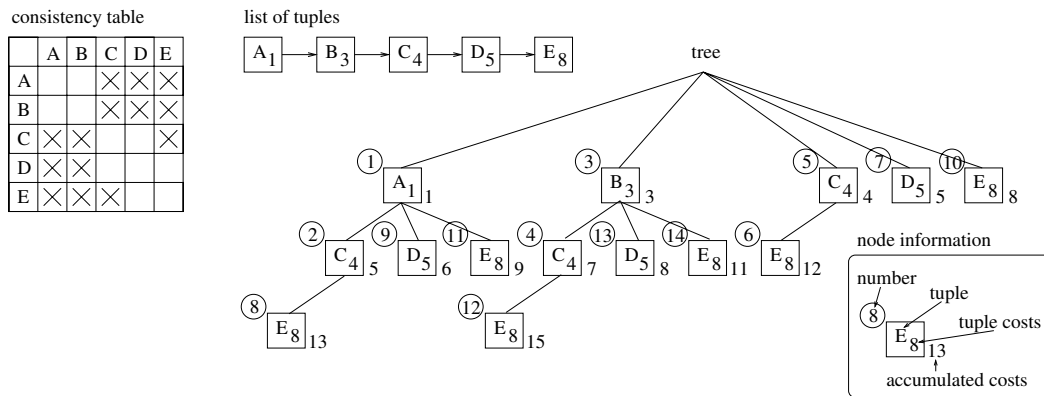 consistency table
A B C D E
A × × ×
B × × ×
C × × ×
D × ×
E × × ×
list of tuples
A1 B3 C4 D5 E8
tree
1 A1 1
3 B3 3
5 C4 4
7 D5 5
10 E8 8
2 C4 5
9 D5 6
11 E8 9
4 C4 7
13 D5 8
14 E8 11
6 E8 12
8 E8 13
12 E8 15
node information
number
8
tuple
tuple costs
E8 13
accumulated costs